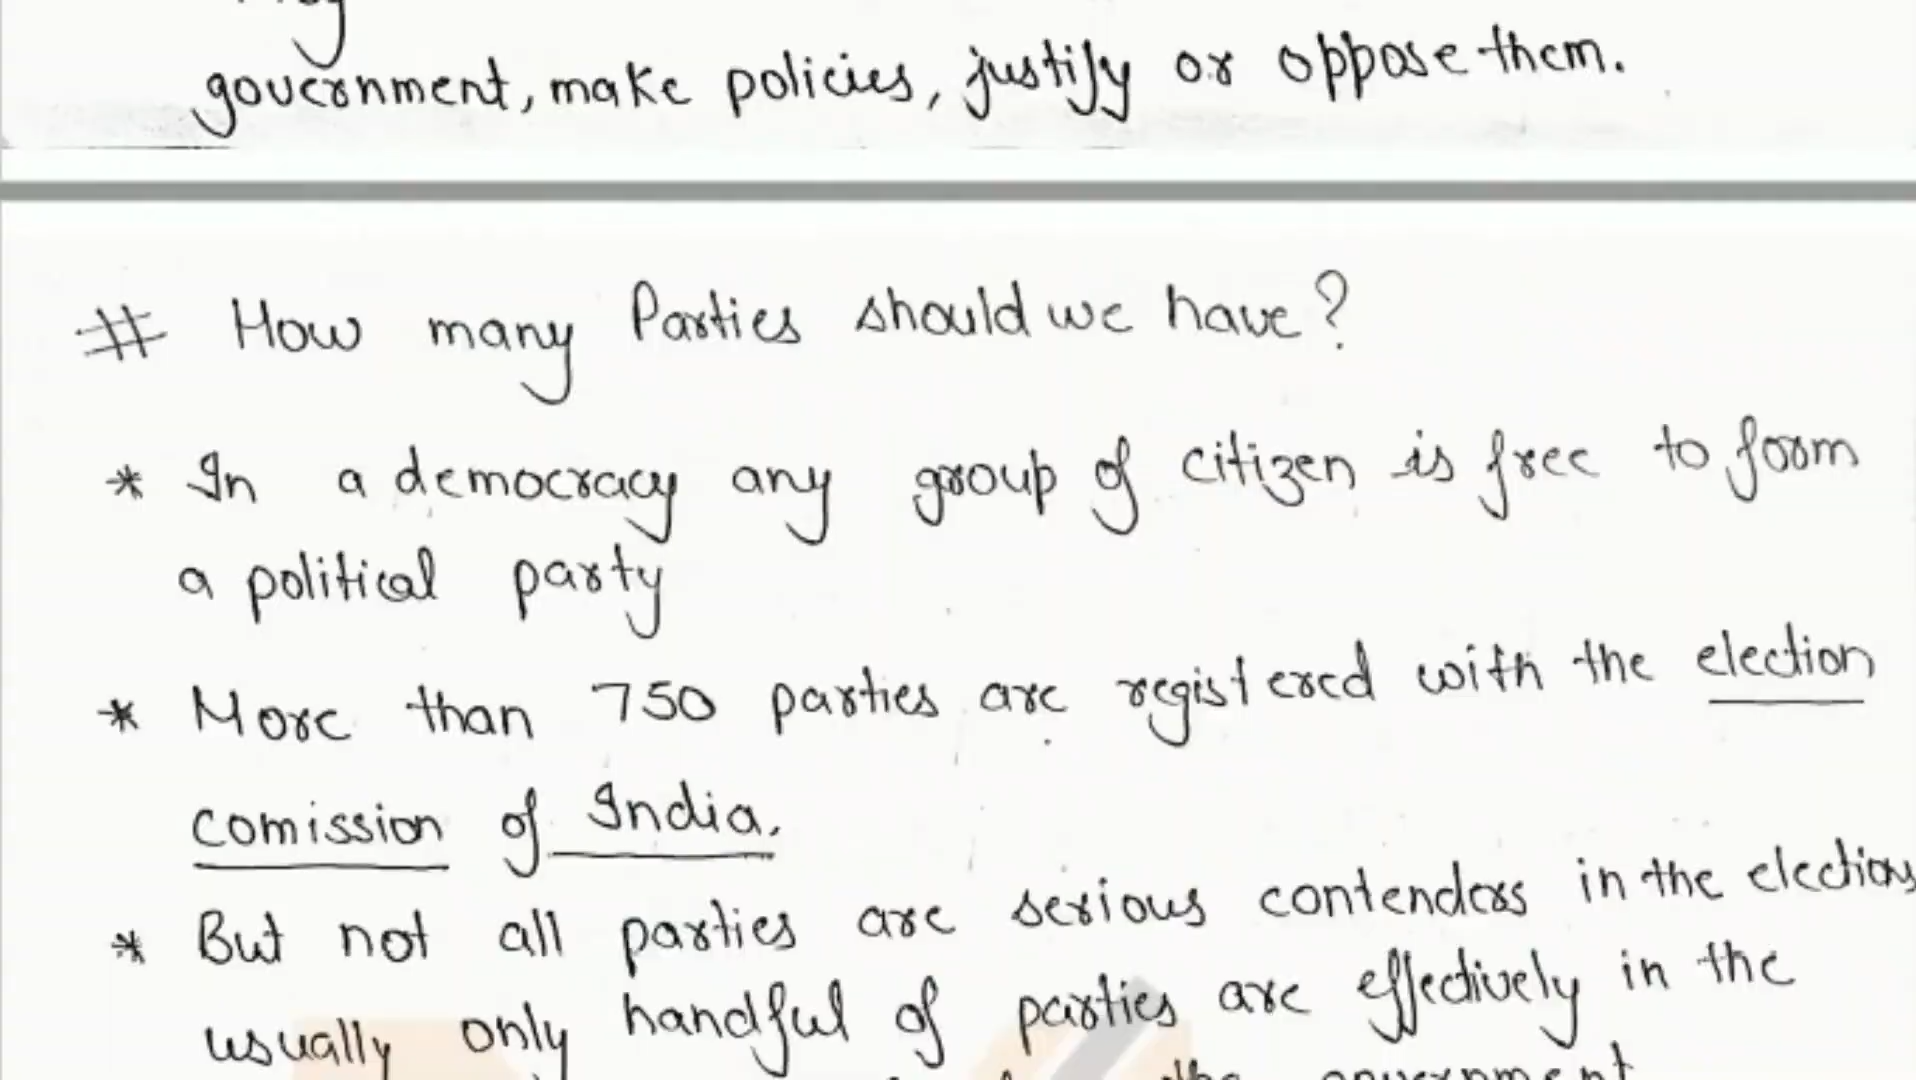 government, make policies, justify or oppose them.
# How many Parties should we have?
* In a democracy any group of citizen is free to form
a political party
* More than 750 parties are registered with the election
comission of India.
* But not all parties are serious contenders in the elections
usually only handful of parties are effectively in the
the government